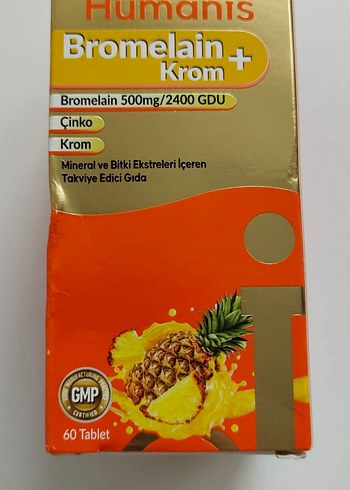 Humanis
Bromelain +
Krom
Bromelain 500mg/2400 GDU
Çinko
Krom
Mineral ve Bitki Ekstreleri İçeren
Takviye Edici Gıda
GMP
CERTIFIED
60 Tablet